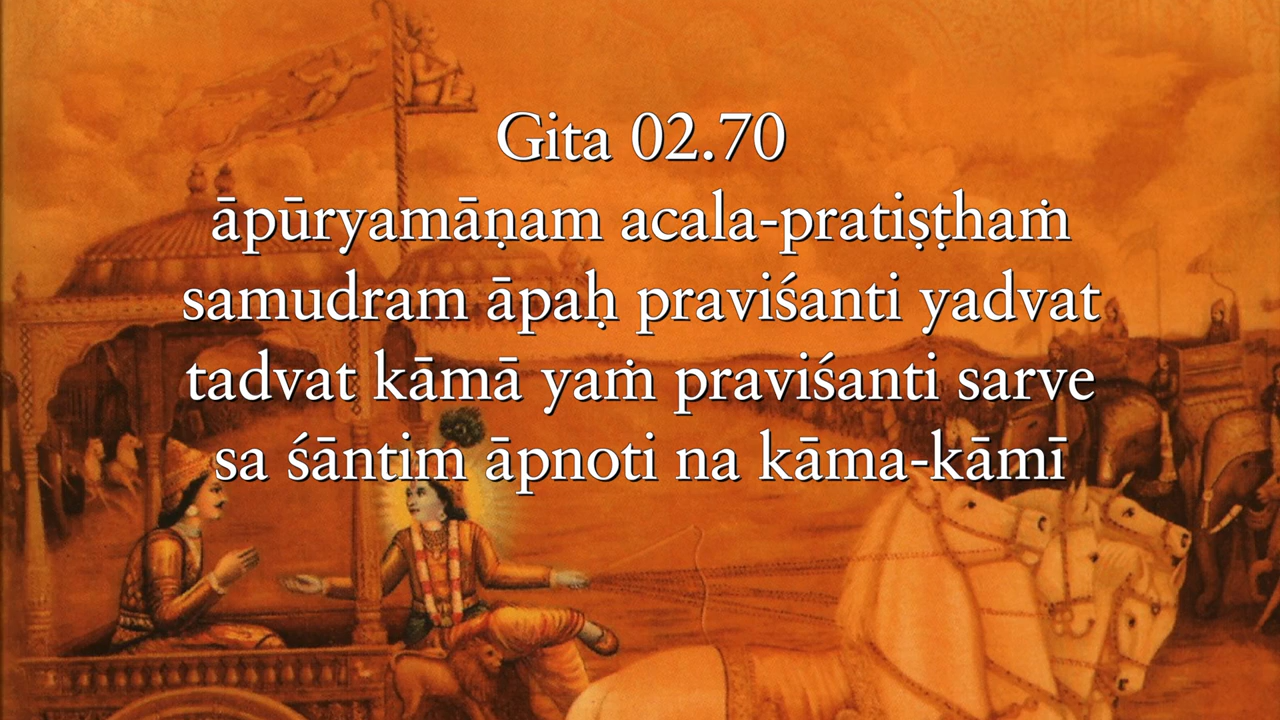 Gita 02.70
āpūryamāṇam acala-pratiṣṭhaṁ
samudram āpaḥ praviśanti yadvat
tadvat kāmā yaṁ praviśanti sarve
sa śāntim āpnoti na kāma-kāmī